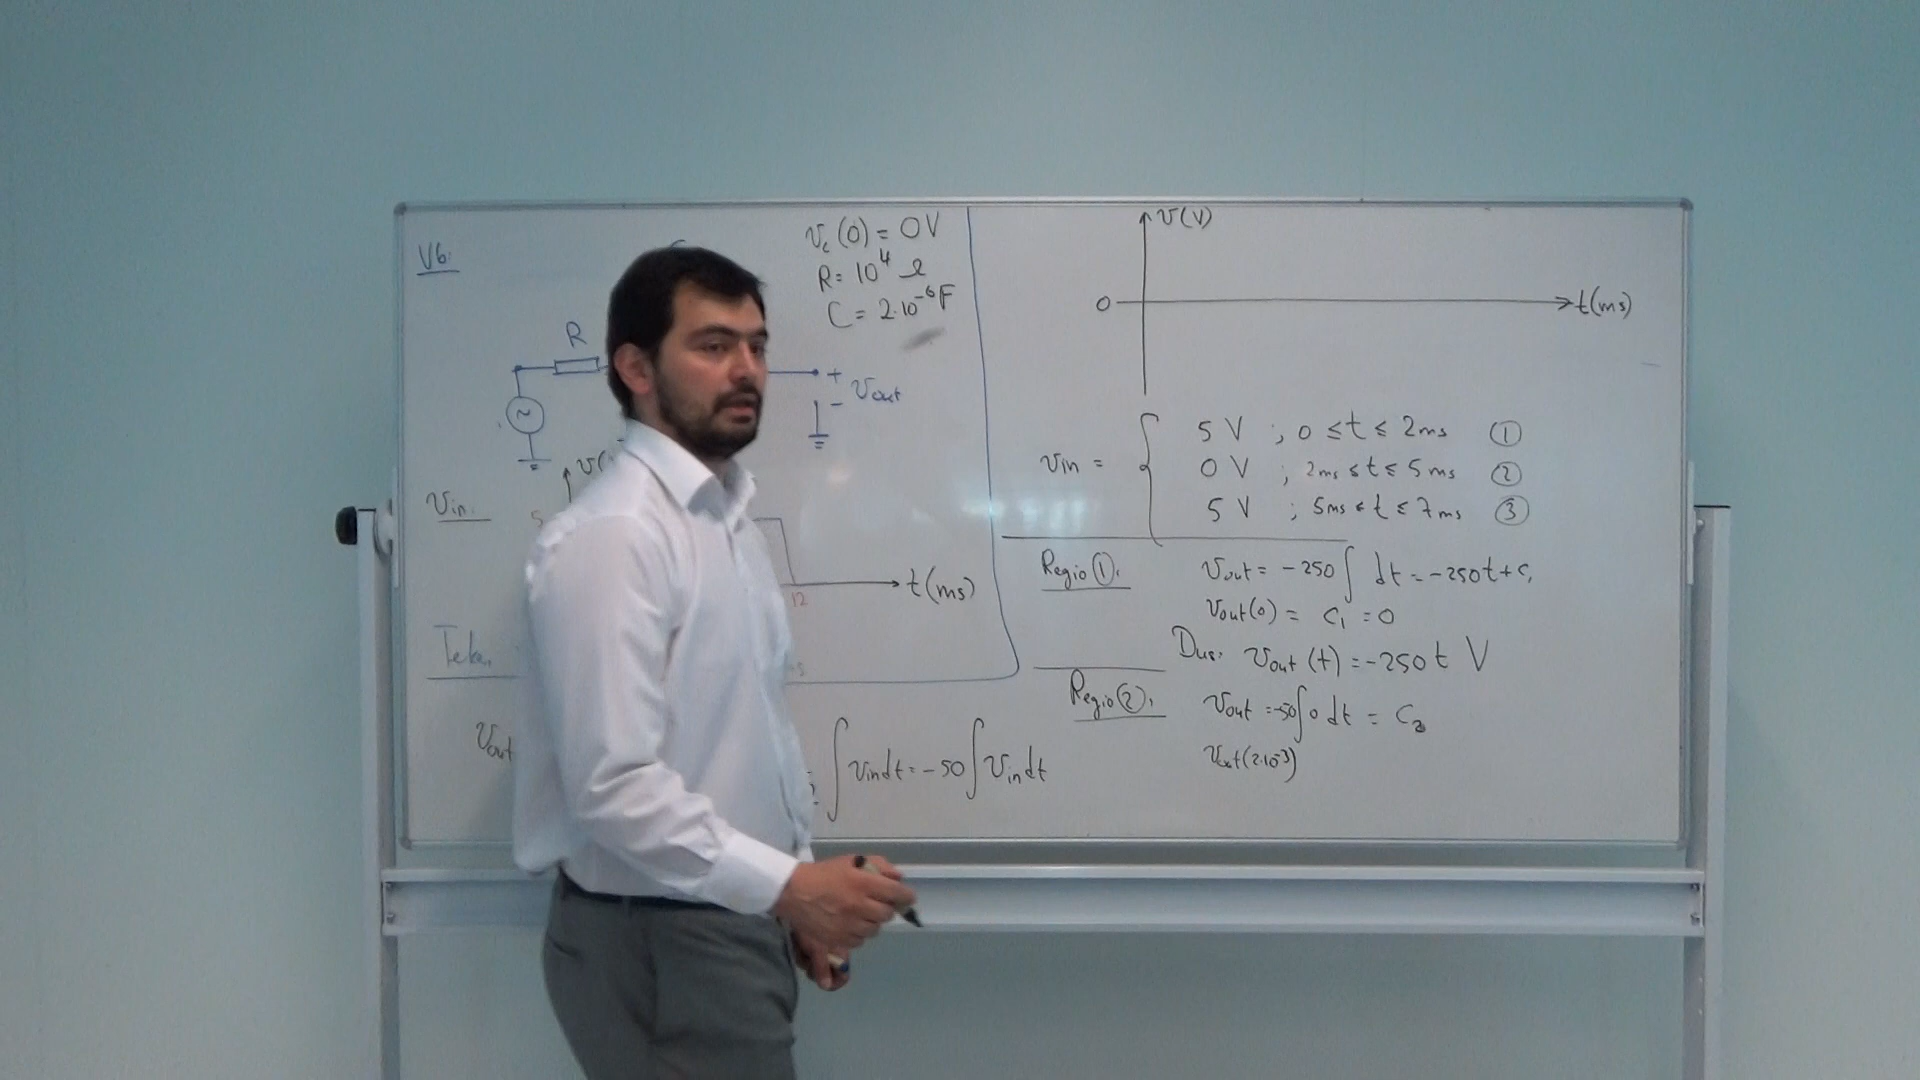 V6:
v_c(0) = 0V
R = 10^4 Ω
C = 2·10^-6 F
R
+
Vout
-
~
Vin:
5
v(
t(ms)
12
Vout
∫ Vin dt = -50 ∫ Vin dt
v(V)
0
t(ms)
Vin = { 5 V ; 0 ≤ t ≤ 2ms ①
0 V ; 2ms ≤ t ≤ 5ms ②
5 V ; 5ms ≤ t ≤ 7ms ③
Regio ①: Vout = -250 ∫ dt = -250t + C₁
Vout(0) = C₁ = 0
Dus: Vout(t) = -250t V
Regio ②: Vout = -50 ∫ 0 dt = C₂
Vout(2·10^-3)